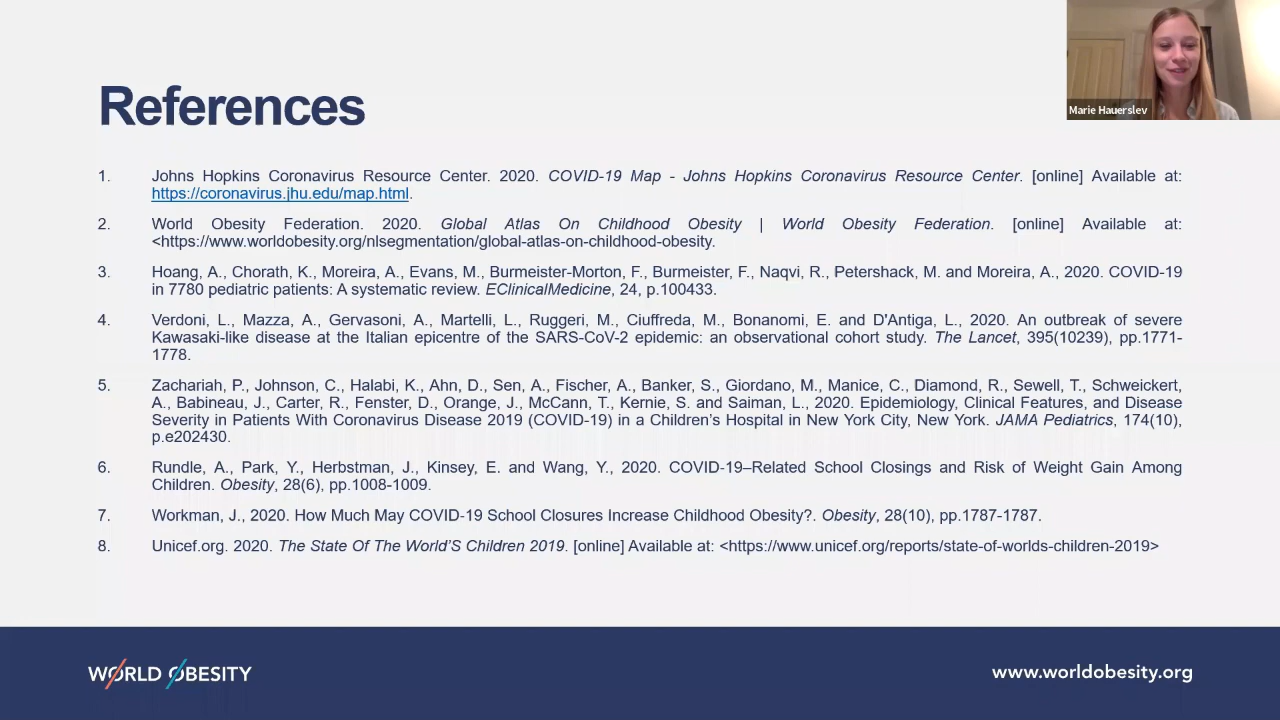 Marie Hauerslev
References
1. Johns Hopkins Coronavirus Resource Center. 2020. COVID-19 Map - Johns Hopkins Coronavirus Resource Center. [online] Available at:
https://coronavirus.jhu.edu/map.html.
2. World Obesity Federation. 2020. Global Atlas On Childhood Obesity | World Obesity Federation. [online] Available at:
<https://www.worldobesity.org/nlsegmentation/global-atlas-on-childhood-obesity.
3. Hoang, A., Chorath, K., Moreira, A., Evans, M., Burmeister-Morton, F., Burmeister, F., Naqvi, R., Petershack, M. and Moreira, A., 2020. COVID-19
in 7780 pediatric patients: A systematic review. EClinicalMedicine, 24, p.100433.
4. Verdoni, L., Mazza, A., Gervasoni, A., Martelli, L., Ruggeri, M., Ciuffreda, M., Bonanomi, E. and D'Antiga, L., 2020. An outbreak of severe
Kawasaki-like disease at the Italian epicentre of the SARS-CoV-2 epidemic: an observational cohort study. The Lancet, 395(10239), pp.1771-
1778.
5. Zachariah, P., Johnson, C., Halabi, K., Ahn, D., Sen, A., Fischer, A., Banker, S., Giordano, M., Manice, C., Diamond, R., Sewell, T., Schweickert,
A., Babineau, J., Carter, R., Fenster, D., Orange, J., McCann, T., Kernie, S. and Saiman, L., 2020. Epidemiology, Clinical Features, and Disease
Severity in Patients With Coronavirus Disease 2019 (COVID-19) in a Children’s Hospital in New York City, New York. JAMA Pediatrics, 174(10),
p.e202430.
6. Rundle, A., Park, Y., Herbstman, J., Kinsey, E. and Wang, Y., 2020. COVID-19–Related School Closings and Risk of Weight Gain Among
Children. Obesity, 28(6), pp.1008-1009.
7. Workman, J., 2020. How Much May COVID-19 School Closures Increase Childhood Obesity?. Obesity, 28(10), pp.1787-1787.
8. Unicef.org. 2020. The State Of The World’S Children 2019. [online] Available at: <https://www.unicef.org/reports/state-of-worlds-children-2019>
WORLD OBESITY
www.worldobesity.org